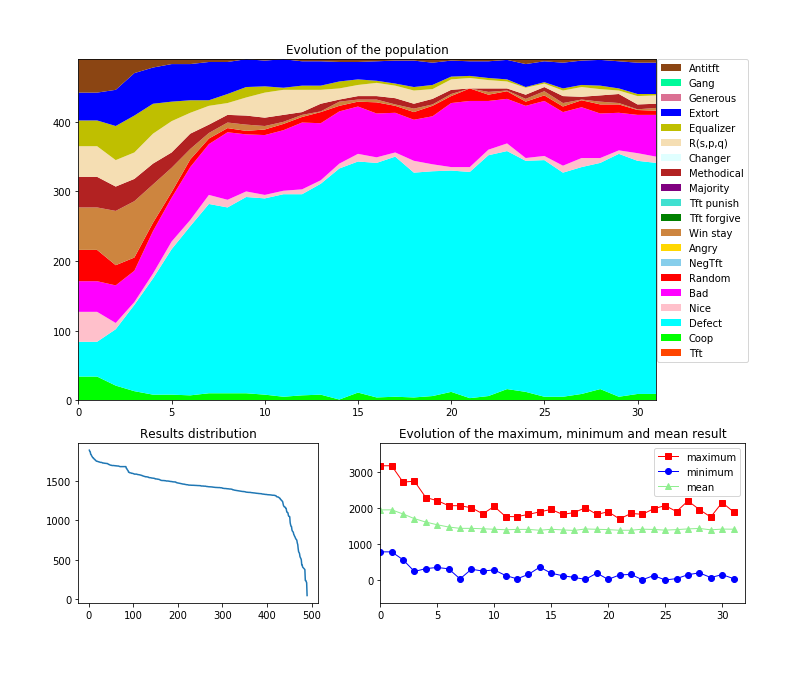 Evolution of the population
400
300
200
100
0
0 5 10 15 20 25 30
Antitft
Gang
Generous
Extort
Equalizer
R(s,p,q)
Changer
Methodical
Majority
Tft punish
Tft forgive
Win stay
Angry
NegTft
Random
Bad
Nice
Defect
Coop
Tft
Results distribution
1500
1000
500
0
0 100 200 300 400 500
Evolution of the maximum, minimum and mean result
3000
2000
1000
0
0 5 10 15 20 25 30
maximum
minimum
mean